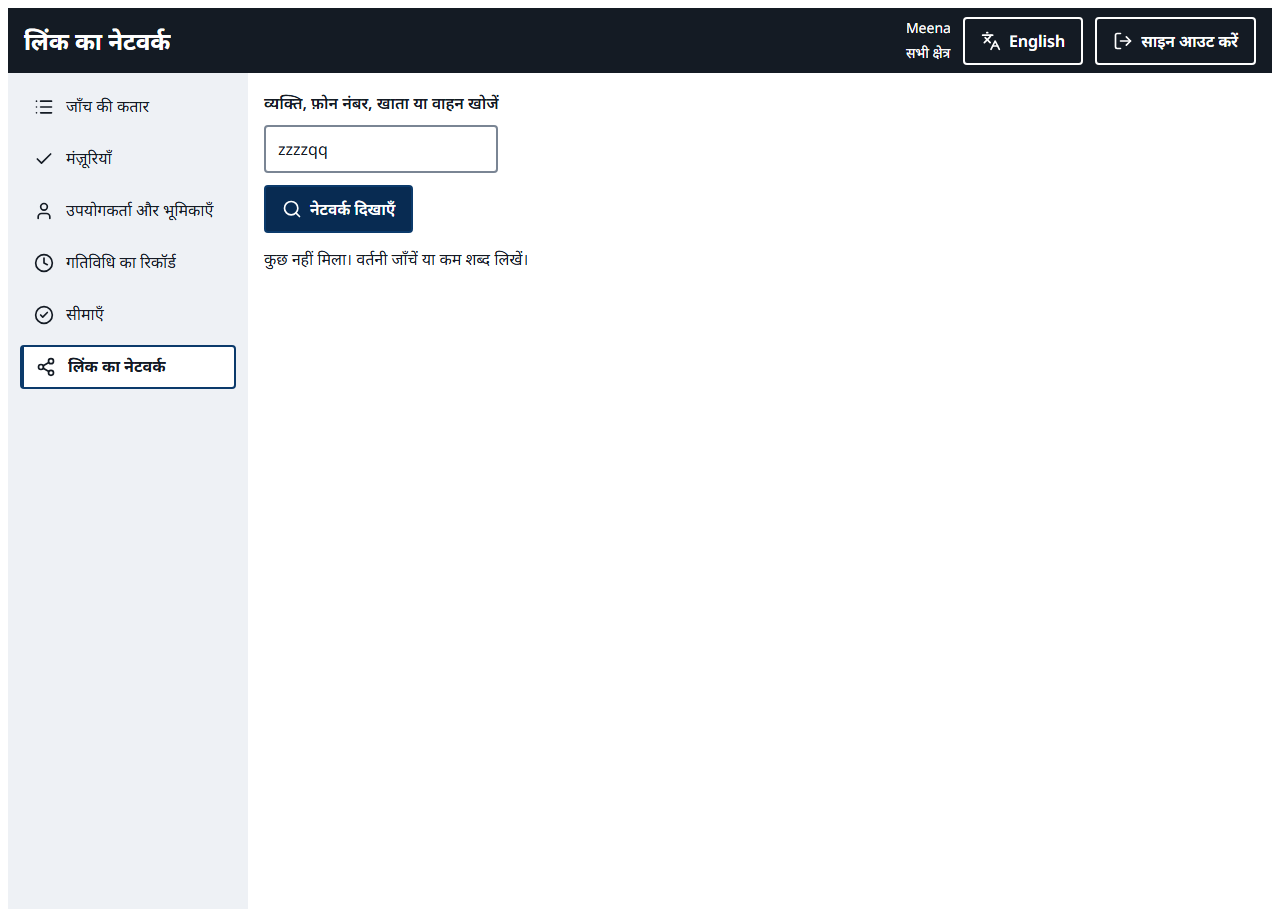 लिंक का नेटवर्क
Meena
सभी क्षेत्र
English
साइन आउट करें
जाँच की कतार
मंज़ूरियाँ
उपयोगकर्ता और भूमिकाएँ
गतिविधि का रिकॉर्ड
सीमाएँ
लिंक का नेटवर्क
व्यक्ति, फ़ोन नंबर, खाता या वाहन खोजें
zzzzqq
नेटवर्क दिखाएँ
कुछ नहीं मिला। वर्तनी जाँचें या कम शब्द लिखें।